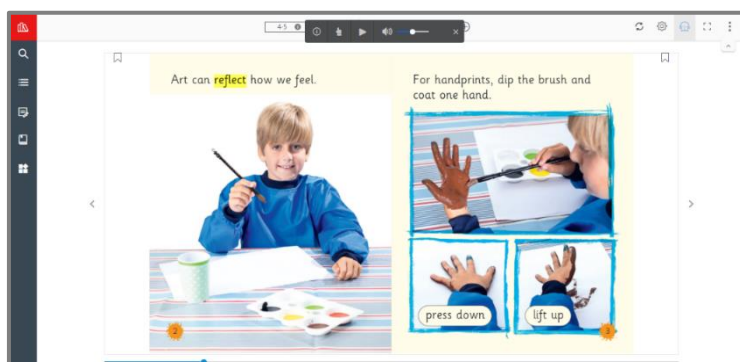 4-5
Art can reflect how we feel.
For handprints, dip the brush and
coat one hand.
press down
lift up
2
3